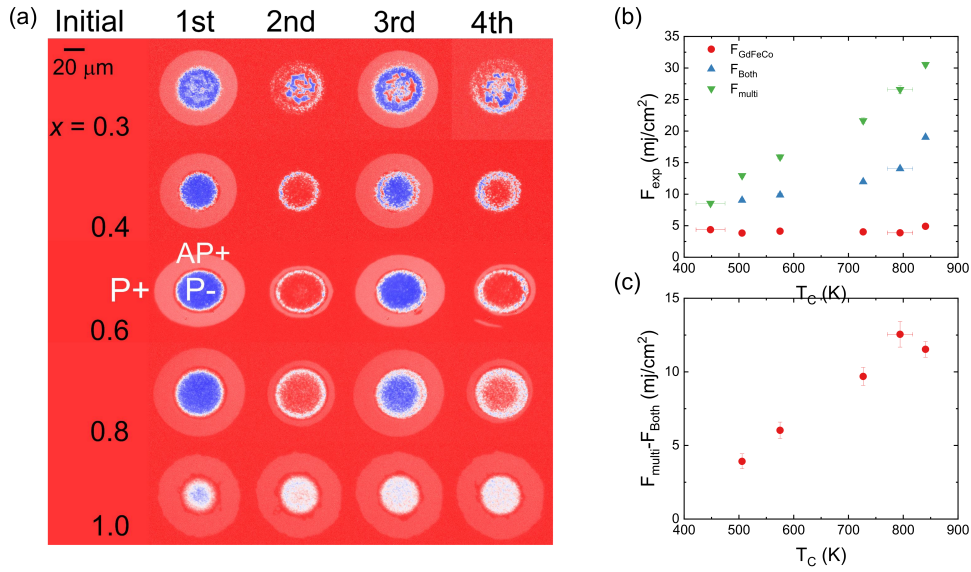 (a) Initial 1st 2nd 3rd 4th
20 μm
x = 0.3
0.4
AP+
P+ P-
0.6
0.8
1.0
(b)
35
30
25
20
15
10
5
0
F_exp (mj/cm²)
F_GdFeCo
F_Both
F_multi
400 500 600 700 800 900
T_C (K)
(c)
15
10
5
0
F_multi-F_Both (mj/cm²)
400 500 600 700 800 900
T_C (K)